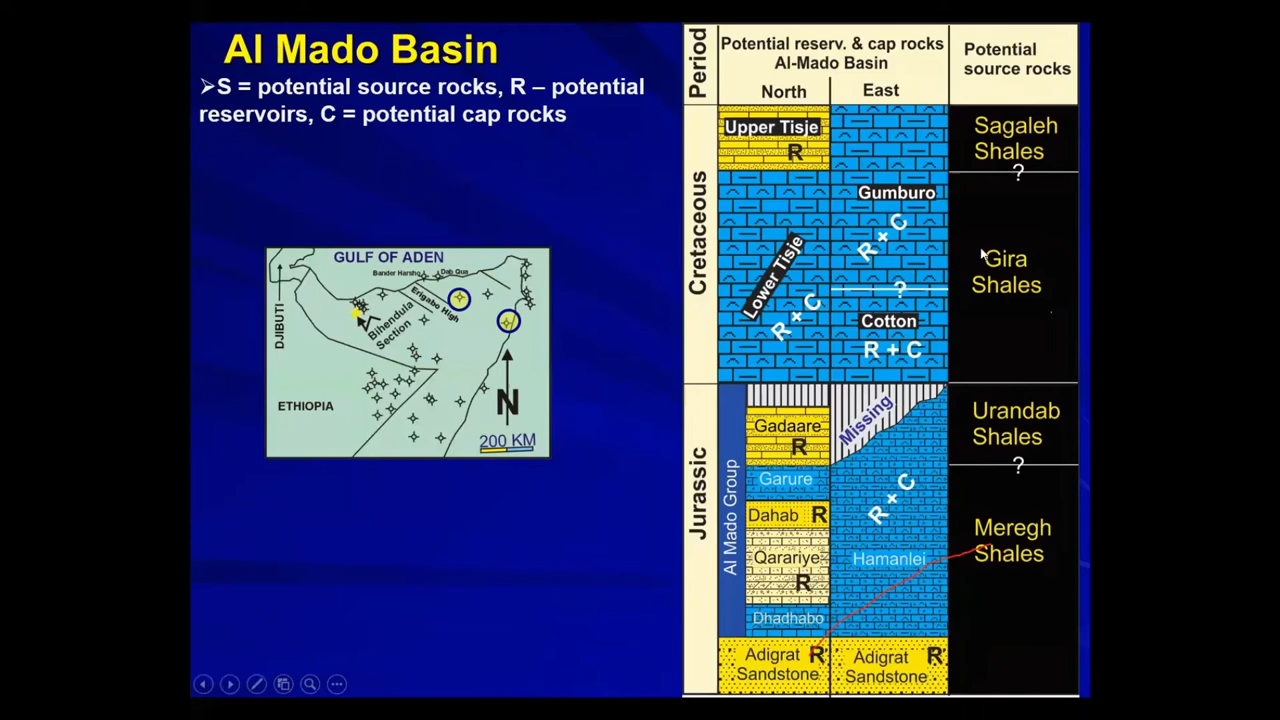 Al Mado Basin
➢S = potential source rocks, R – potential
reservoirs, C = potential cap rocks
GULF OF ADEN
Bander Harsho
Dab Qua
Erigabo High
Bihendula
Section
DJIBUTI
ETHIOPIA
N
200 KM
Period
Potential reserv. & cap rocks
Al-Mado Basin
North
East
Potential
source rocks
Cretaceous
Upper Tisje
R
Lower Tisje
R + C
Gumburo
R + C
?
Cotton
R + C
Sagaleh
Shales
?
Gira
Shales
Jurassic
Al Mado Group
Gadaare
R
Garure
Dahab R
Qarariye
R
Dhadhabo
Adigrat R
Sandstone
Missing
R + C
Hamanlei
Adigrat R
Sandstone
Urandab
Shales
?
Meregh
Shales